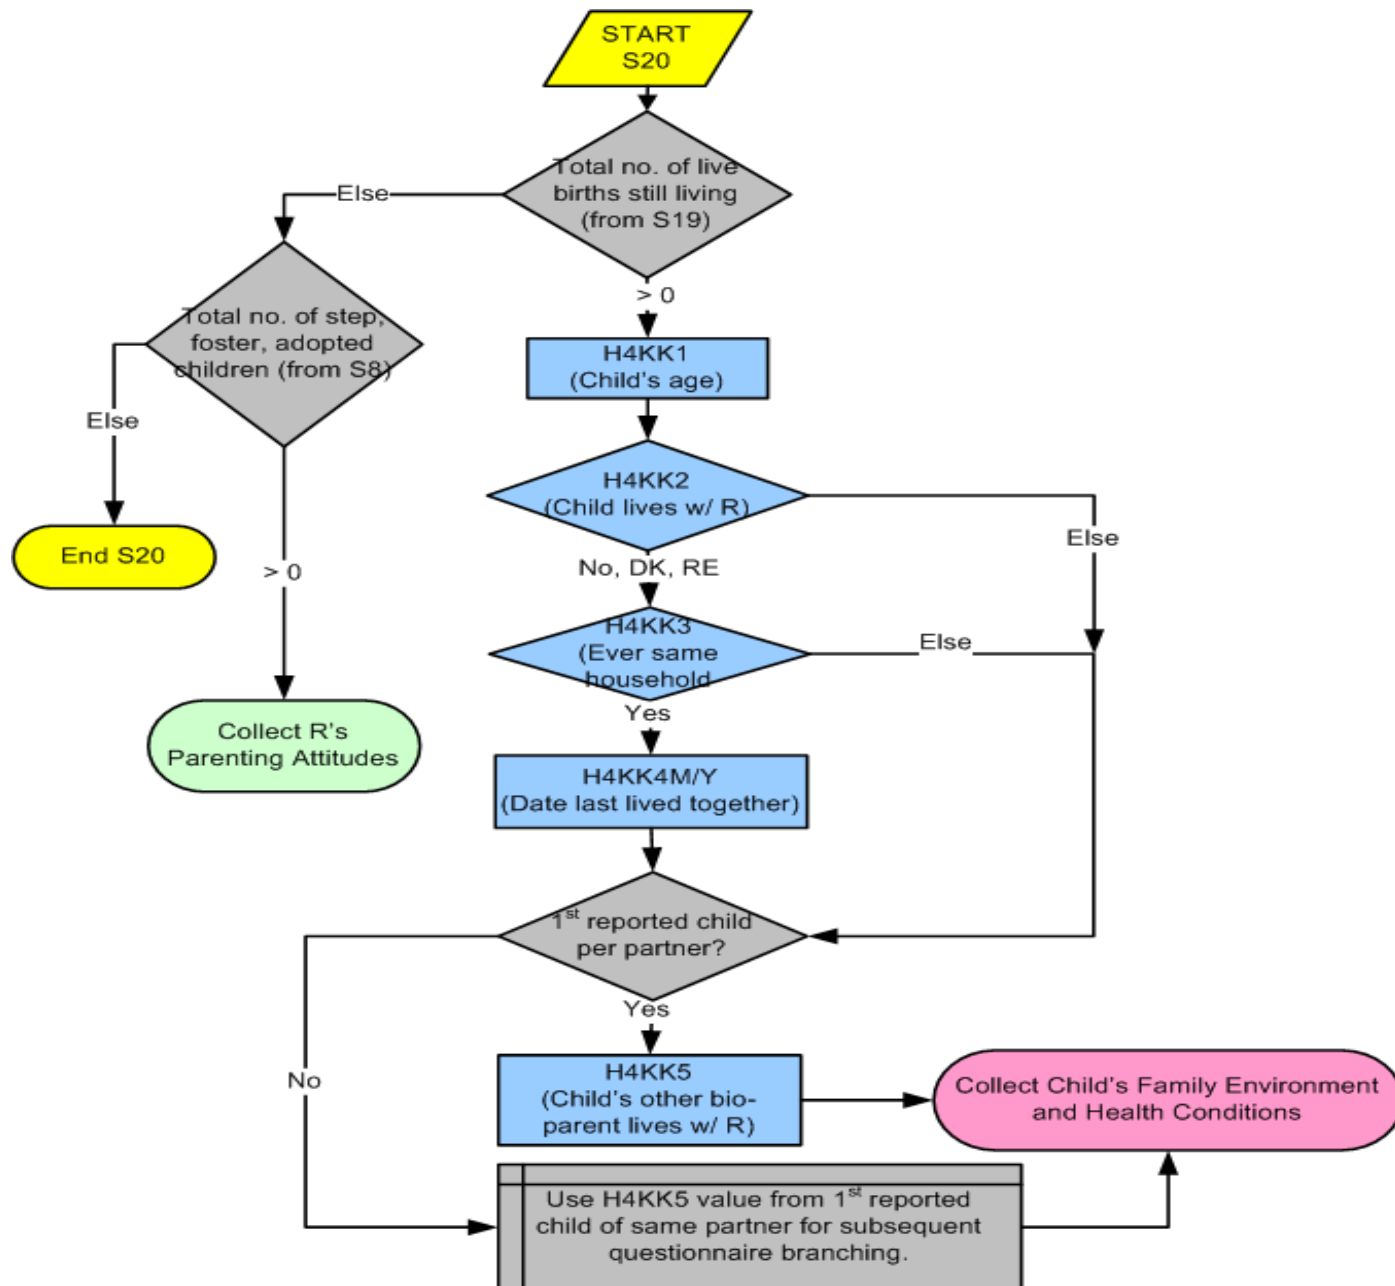 START
S20
Total no. of live
births still living
(from S19)
Else
> 0
Total no. of step,
foster, adopted
children (from S8)
Else
> 0
End S20
Collect R's
Parenting Attitudes
H4KK1
(Child's age)
H4KK2
(Child lives w/ R)
Else
No, DK, RE
H4KK3
(Ever same
household
Else
Yes
H4KK4M/Y
(Date last lived together)
1st reported child
per partner?
Yes
No
H4KK5
(Child's other bio-
parent lives w/ R)
Collect Child's Family Environment
and Health Conditions
Use H4KK5 value from 1st reported
child of same partner for subsequent
questionnaire branching.